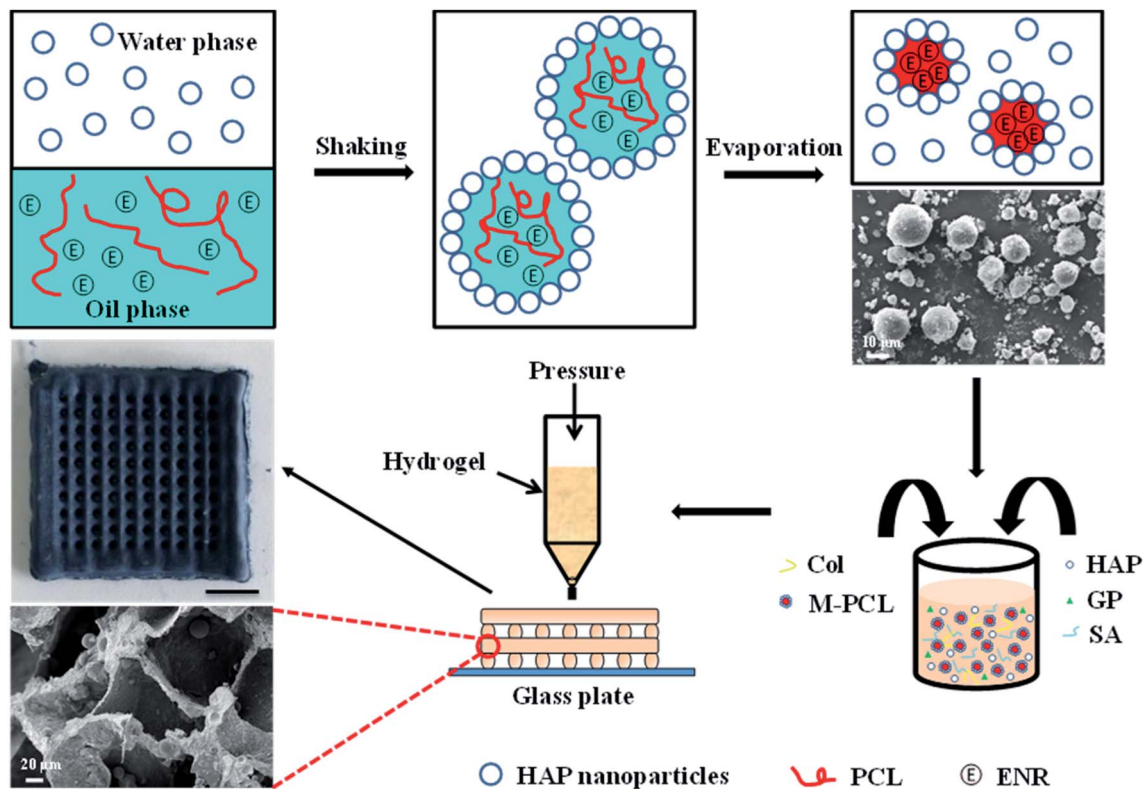 Water phase
E
E
E
E
E
E
E
E
Oil phase
Shaking
E
E
E
E
E
E
E
E
Evaporation
E
E
E
E
E
E
E
E
10 μm
Pressure
Hydrogel
Glass plate
Col
M-PCL
HAP
GP
SA
20 μm
HAP nanoparticles
PCL
E
ENR